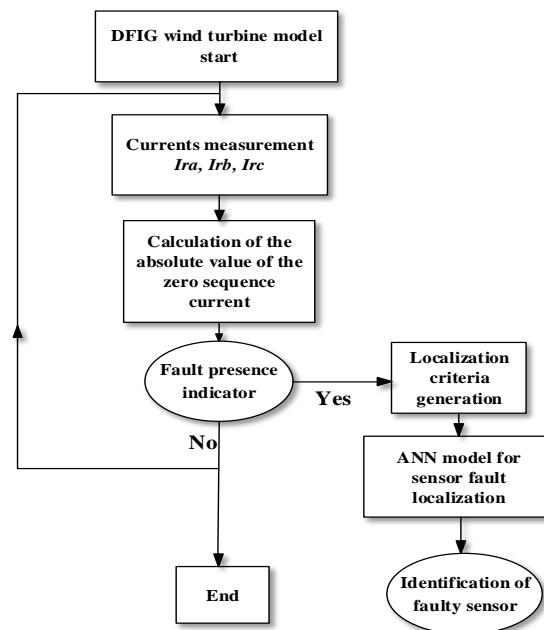 DFIG wind turbine model
start
Currents measurement
Ira, Irb, Irc
Calculation of the
absolute value of the
zero sequence
current
Fault presence
indicator
Yes
No
Localization
criteria
generation
ANN model for
sensor fault
localization
Identification of
faulty sensor
End